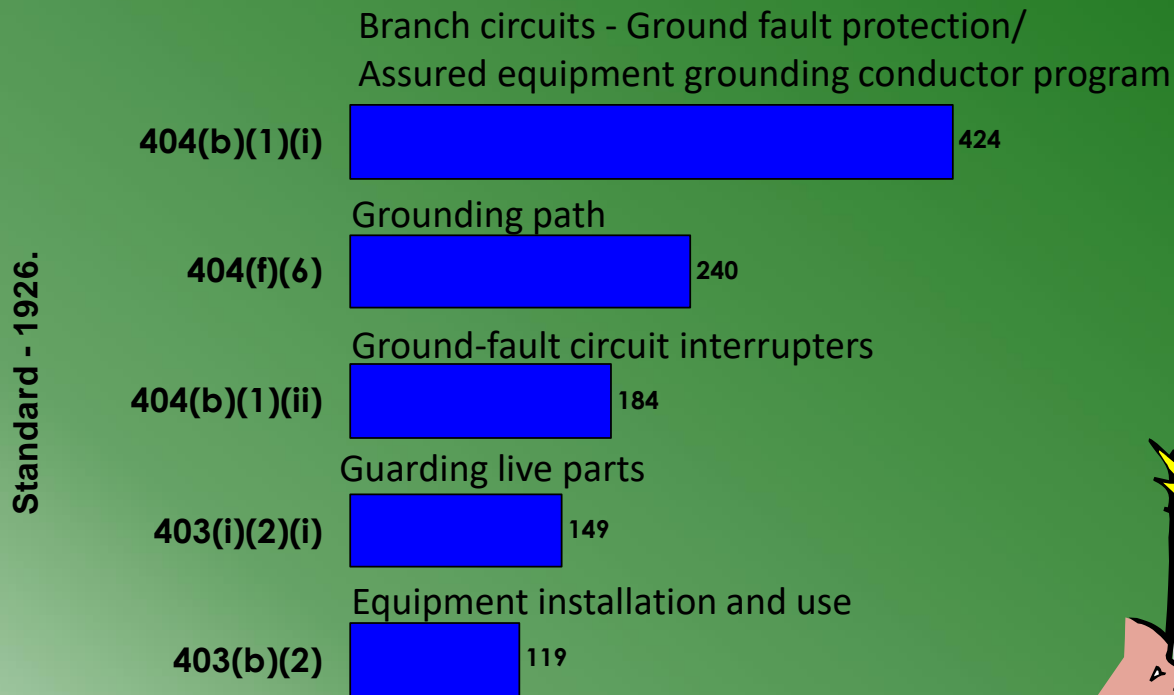 Standard - 1926.
Branch circuits - Ground fault protection/
Assured equipment grounding conductor program
404(b)(1)(i) 424
Grounding path
404(f)(6) 240
Ground-fault circuit interrupters
404(b)(1)(ii) 184
Guarding live parts
403(i)(2)(i) 149
Equipment installation and use
403(b)(2) 119